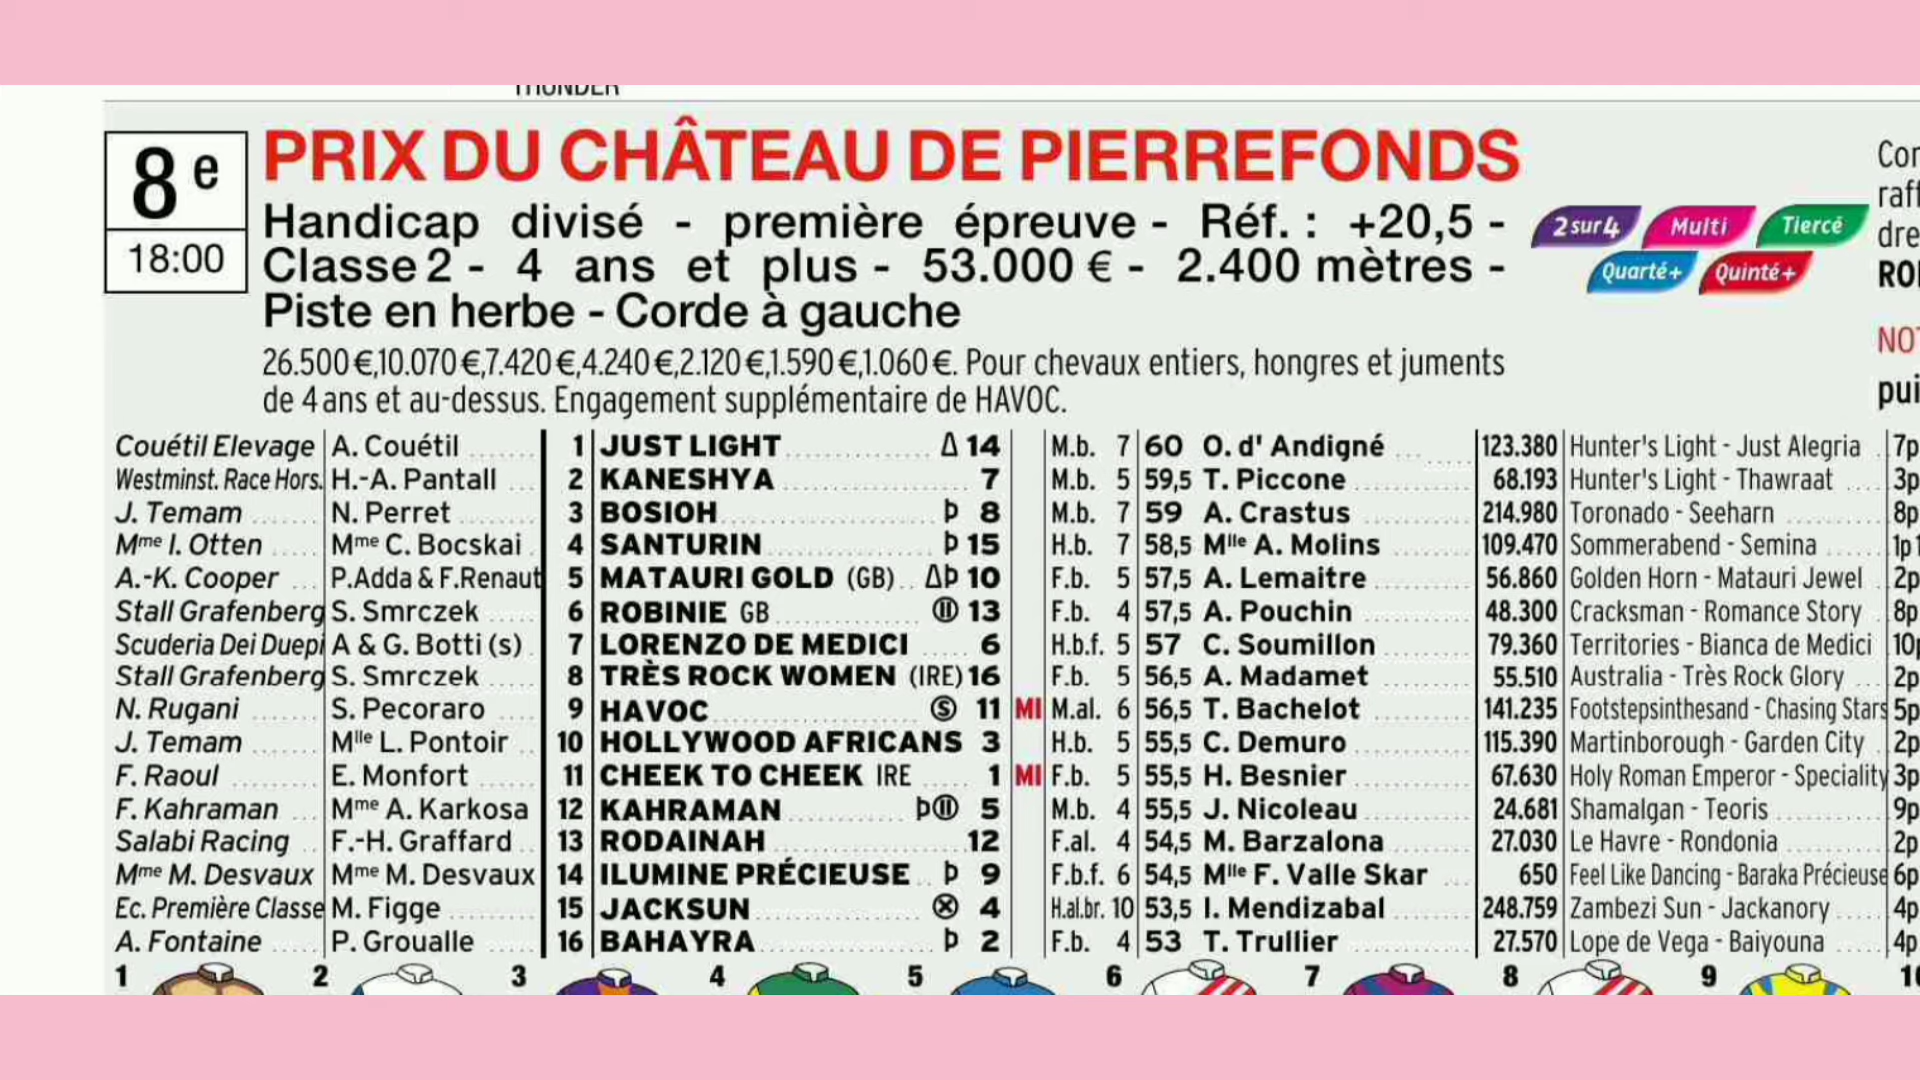 THUNDER
8e
18:00
PRIX DU CHÂTEAU DE PIERREFONDS
Handicap divisé - première épreuve - Réf. : +20,5 -
Classe 2 - 4 ans et plus - 53.000 € - 2.400 mètres -
Piste en herbe - Corde à gauche
2sur4 Multi Tiercé
Quarté+ Quinté+
26.500 €,10.070 €,7.420 €,4.240 €,2.120 €,1.590 €,1.060 €. Pour chevaux entiers, hongres et juments
de 4 ans et au-dessus. Engagement supplémentaire de HAVOC.
Couétil Elevage A. Couétil 1 JUST LIGHT Δ 14 M.b. 7 60 O. d' Andigné 123.380 Hunter's Light - Just Alegria 7p
Westminst. Race Hors. H.-A. Pantall 2 KANESHYA 7 M.b. 5 59,5 T. Piccone 68.193 Hunter's Light - Thawraat 3p
J. Temam N. Perret 3 BOSIOH Þ 8 M.b. 7 59 A. Crastus 214.980 Toronado - Seeharn 8p
Mme I. Otten Mme C. Bocskai 4 SANTURIN Þ 15 H.b. 7 58,5 Mlle A. Molins 109.470 Sommerabend - Semina 1p1
A.-K. Cooper P.Adda & F.Renaut 5 MATAURI GOLD (GB) ΔÞ 10 F.b. 5 57,5 A. Lemaitre 56.860 Golden Horn - Matauri Jewel 2p
Stall Grafenberg S. Smrczek 6 ROBINIE GB ⏸ 13 F.b. 4 57,5 A. Pouchin 48.300 Cracksman - Romance Story 8p
Scuderia Dei Duepi A & G. Botti (s) 7 LORENZO DE MEDICI 6 H.b.f. 5 57 C. Soumillon 79.360 Territories - Bianca de Medici 10p
Stall Grafenberg S. Smrczek 8 TRÈS ROCK WOMEN (IRE) 16 F.b. 5 56,5 A. Madamet 55.510 Australia - Très Rock Glory 2p
N. Rugani S. Pecoraro 9 HAVOC Ⓢ 11 MI M.al. 6 56,5 T. Bachelot 141.235 Footstepsinthesand - Chasing Stars 5p
J. Temam Mlle L. Pontoir 10 HOLLYWOOD AFRICANS 3 H.b. 5 55,5 C. Demuro 115.390 Martinborough - Garden City 2p
F. Raoul E. Monfort 11 CHEEK TO CHEEK IRE 1 MI F.b. 5 55,5 H. Besnier 67.630 Holy Roman Emperor - Speciality 3p
F. Kahraman Mme A. Karkosa 12 KAHRAMAN Þ⏸ 5 M.b. 4 55,5 J. Nicoleau 24.681 Shamalgan - Teoris 9p
Salabi Racing F.-H. Graffard 13 RODAINAH 12 F.al. 4 54,5 M. Barzalona 27.030 Le Havre - Rondonia 2p
Mme M. Desvaux Mme M. Desvaux 14 ILUMINE PRÉCIEUSE Þ 9 F.b.f. 6 54,5 Mlle F. Valle Skar 650 Feel Like Dancing - Baraka Précieuse 6p
Ec. Première Classe M. Figge 15 JACKSUN ⊗ 4 H.al.br. 10 53,5 I. Mendizabal 248.759 Zambezi Sun - Jackanory 4p
A. Fontaine P. Groualle 16 BAHAYRA Þ 2 F.b. 4 53 T. Trullier 27.570 Lope de Vega - Baiyouna 4p
1 2 3 4 5 6 7 8 9